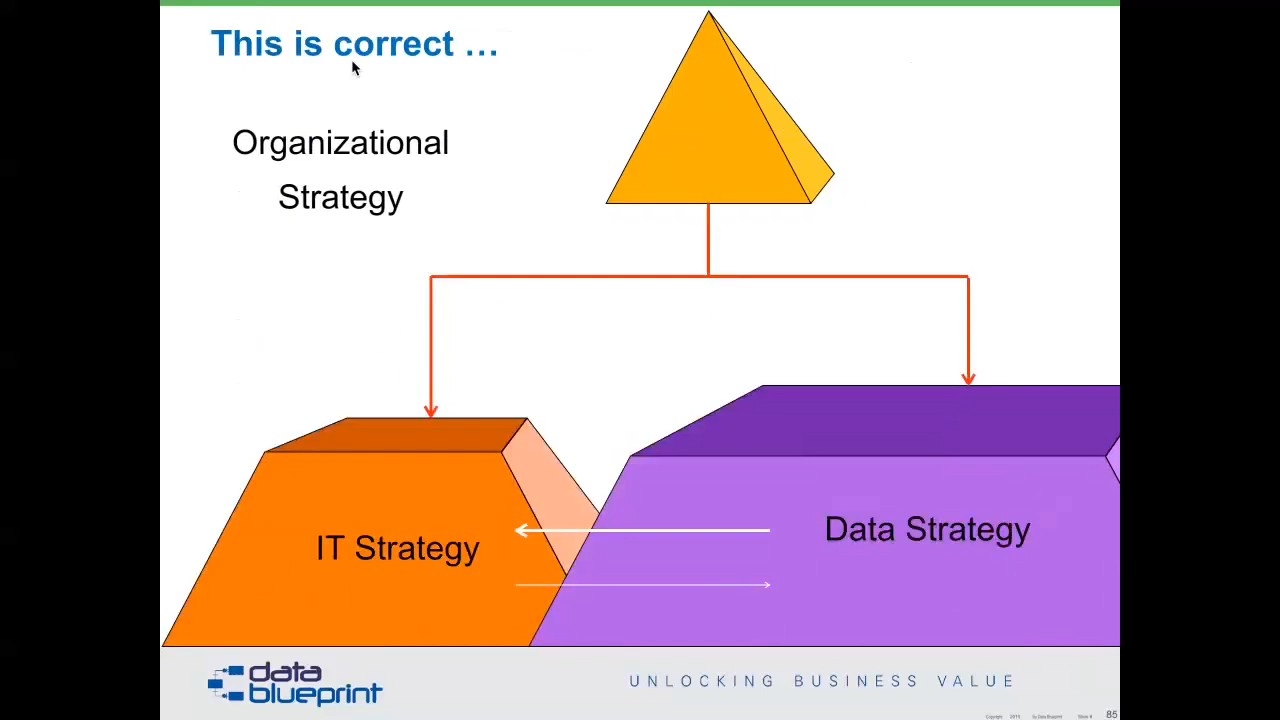 This is correct …
Organizational
Strategy
IT Strategy
Data Strategy
data
blueprint
UNLOCKING BUSINESS VALUE
85